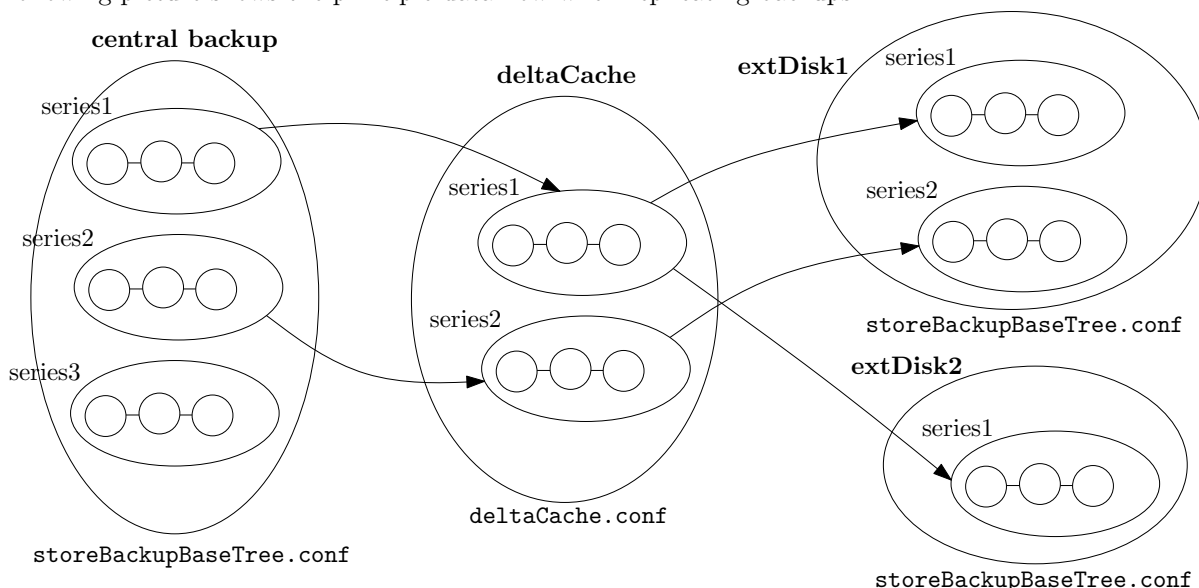 central backup
series1
series2
series3
storeBackupBaseTree.conf
deltaCache
series1
series2
deltaCache.conf
extDisk1
series1
series2
storeBackupBaseTree.conf
extDisk2
series1
storeBackupBaseTree.conf